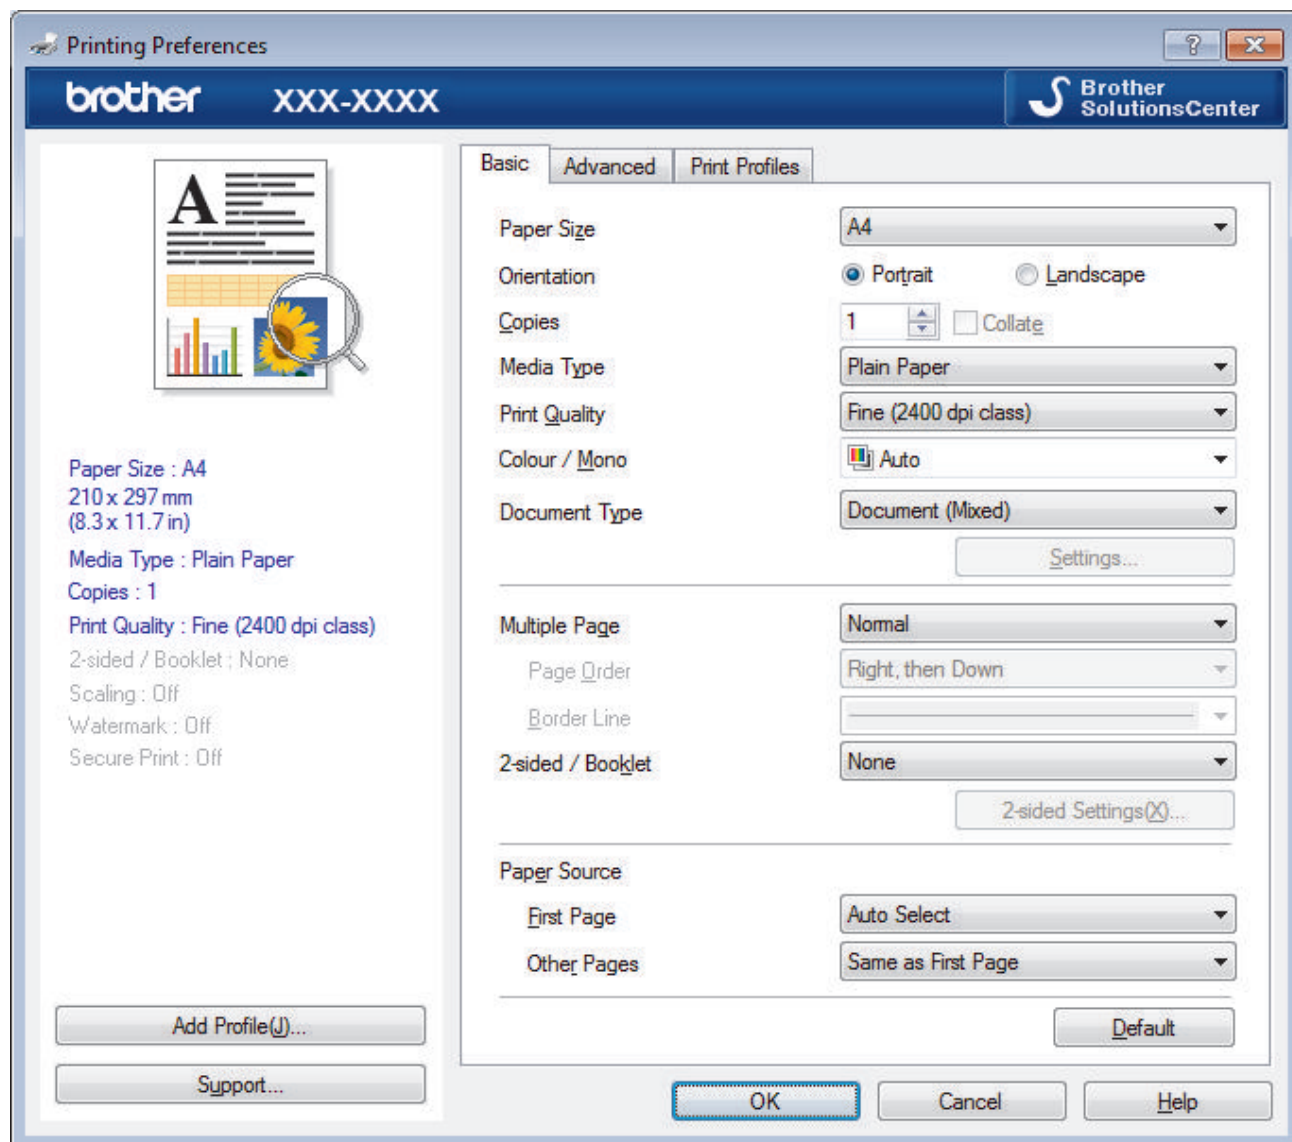 Printing Preferences
brother XXX-XXXX
Brother
SolutionsCenter
A
Paper Size : A4
210 x 297 mm
(8.3 x 11.7 in)
Media Type : Plain Paper
Copies : 1
Print Quality : Fine (2400 dpi class)
2-sided / Booklet : None
Scaling : Off
Watermark : Off
Secure Print : Off
Add Profile(J)...
Support...
Basic Advanced Print Profiles
Paper Size A4
Orientation Portrait Landscape
Copies 1 Collate
Media Type Plain Paper
Print Quality Fine (2400 dpi class)
Colour / Mono Auto
Document Type Document (Mixed)
Settings...
Multiple Page Normal
Page Order Right, then Down
Border Line
2-sided / Booklet None
2-sided Settings(X)...
Paper Source
First Page Auto Select
Other Pages Same as First Page
Default
OK Cancel Help